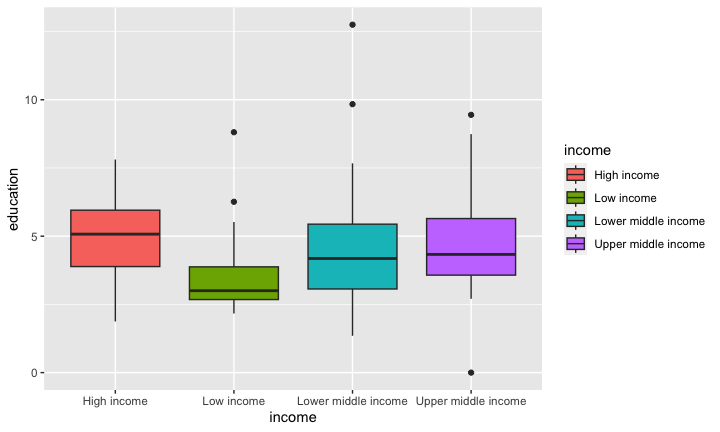 education
10
5
0
High income
Low income
Lower middle income
Upper middle income
income
income
High income
Low income
Lower middle income
Upper middle income